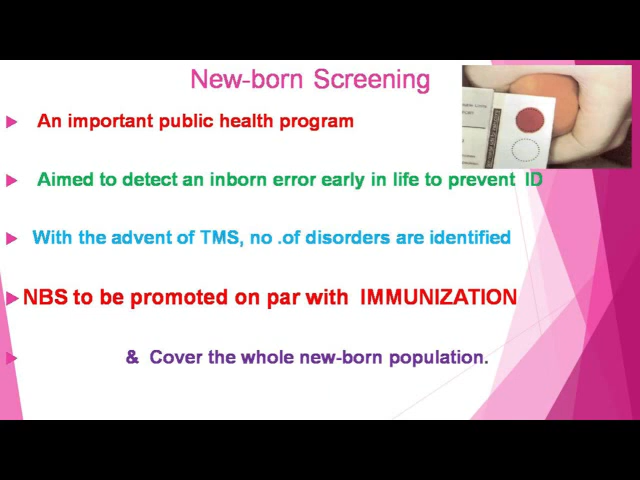 New-born Screening
An important public health program
Aimed to detect an inborn error early in life to prevent ID
With the advent of TMS, no .of disorders are identified
NBS to be promoted on par with IMMUNIZATION
& Cover the whole new-born population.